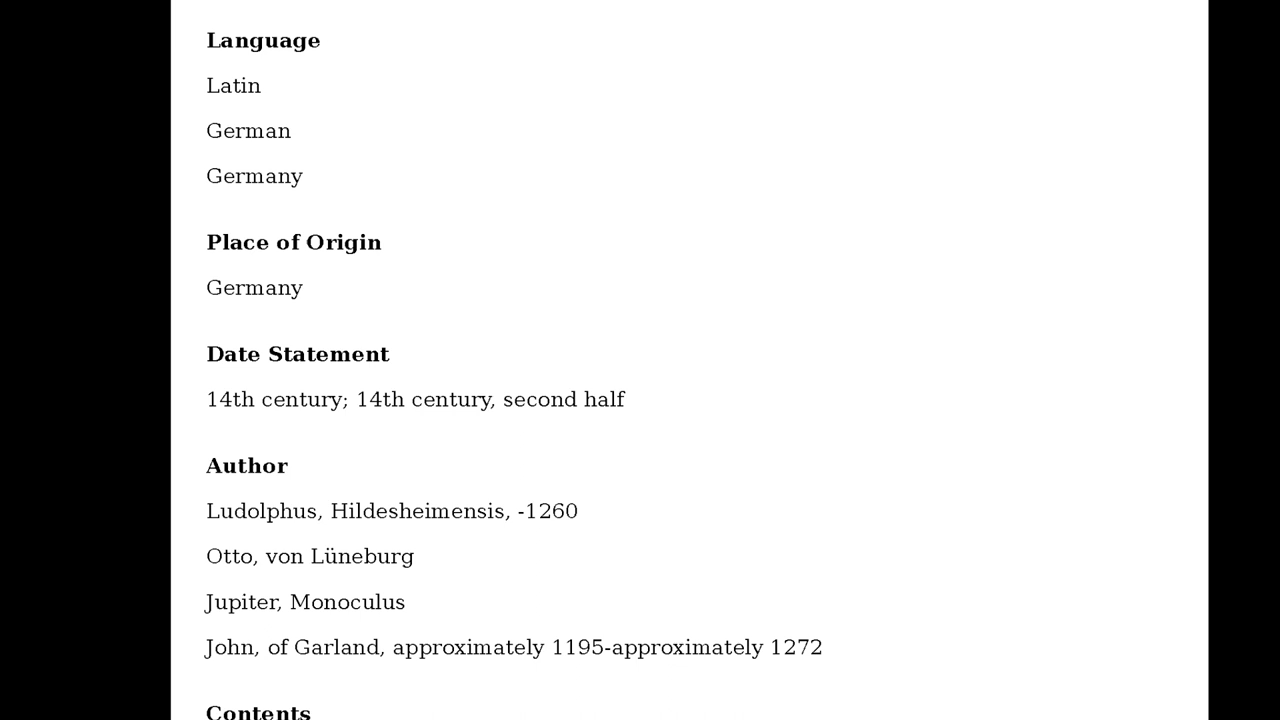 Language
Latin
German
Germany
Place of Origin
Germany
Date Statement
14th century; 14th century, second half
Author
Ludolphus, Hildesheimensis, -1260
Otto, von Lüneburg
Jupiter, Monoculus
John, of Garland, approximately 1195-approximately 1272
Contents